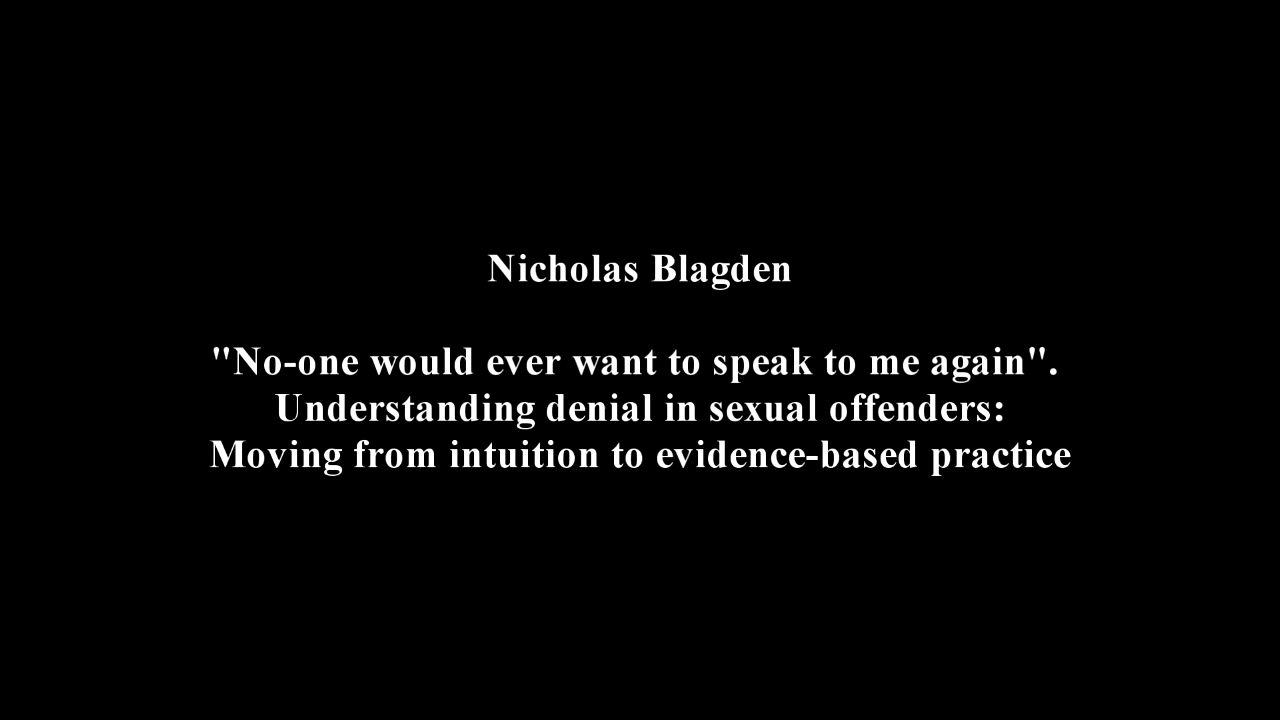 Nicholas Blagden
"No-one would ever want to speak to me again".
Understanding denial in sexual offenders:
Moving from intuition to evidence-based practice